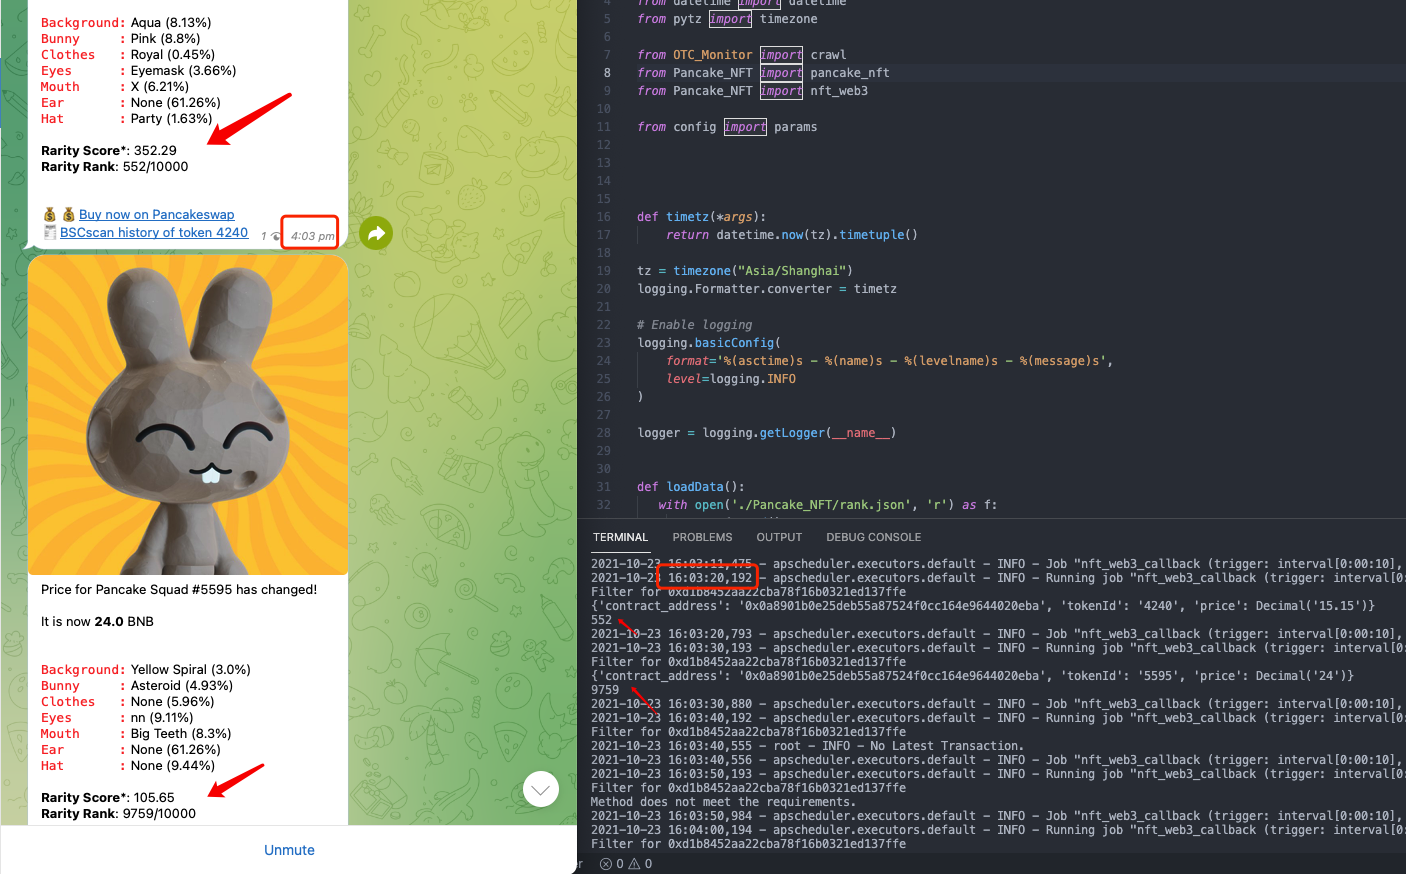 Background: Aqua (8.13%)
Bunny : Pink (8.8%)
Clothes : Royal (0.45%)
Eyes : Eyemask (3.66%)
Mouth : X (6.21%)
Ear : None (61.26%)
Hat : Party (1.63%)
Rarity Score*: 352.29
Rarity Rank: 552/10000
Buy now on Pancakeswap
BSCscan history of token 4240
1 4:03 pm
Price for Pancake Squad #5595 has changed!
It is now 24.0 BNB
Background: Yellow Spiral (3.0%)
Bunny : Asteroid (4.93%)
Clothes : None (5.96%)
Eyes : nn (9.11%)
Mouth : Big Teeth (8.3%)
Ear : None (61.26%)
Hat : None (9.44%)
Rarity Score*: 105.65
Rarity Rank: 9759/10000
Unmute
4 from datetime import datetime
5 from pytz import timezone
6
7 from OTC_Monitor import crawl
8 from Pancake_NFT import pancake_nft
9 from Pancake_NFT import nft_web3
10
11 from config import params
12
13
14
15
16 def timetz(*args):
17 return datetime.now(tz).timetuple()
18
19 tz = timezone("Asia/Shanghai")
20 logging.Formatter.converter = timetz
21
22 # Enable logging
23 logging.basicConfig(
24 format='%(asctime)s - %(name)s - %(levelname)s - %(message)s',
25 level=logging.INFO
26 )
27
28 logger = logging.getLogger(__name__)
29
30
31 def loadData():
32 with open('./Pancake_NFT/rank.json', 'r') as f:
TERMINAL PROBLEMS OUTPUT DEBUG CONSOLE
2021-10-23 16:03:11,475 - apscheduler.executors.default - INFO - Job "nft_web3_callback (trigger: interval[0:00:10],
2021-10-23 16:03:20,192 - apscheduler.executors.default - INFO - Running job "nft_web3_callback (trigger: interval[0:
Filter for 0xd1b8452aa22cba78f16b0321ed137ffe
{'contract_address': '0x0a8901b0e25deb55a87524f0cc164e9644020eba', 'tokenId': '4240', 'price': Decimal('15.15')}
552
2021-10-23 16:03:20,793 - apscheduler.executors.default - INFO - Job "nft_web3_callback (trigger: interval[0:00:10],
2021-10-23 16:03:30,193 - apscheduler.executors.default - INFO - Running job "nft_web3_callback (trigger: interval[0:
Filter for 0xd1b8452aa22cba78f16b0321ed137ffe
{'contract_address': '0x0a8901b0e25deb55a87524f0cc164e9644020eba', 'tokenId': '5595', 'price': Decimal('24')}
9759
2021-10-23 16:03:30,880 - apscheduler.executors.default - INFO - Job "nft_web3_callback (trigger: interval[0:00:10],
2021-10-23 16:03:40,192 - apscheduler.executors.default - INFO - Running job "nft_web3_callback (trigger: interval[0:
Filter for 0xd1b8452aa22cba78f16b0321ed137ffe
2021-10-23 16:03:40,555 - root - INFO - No Latest Transaction.
2021-10-23 16:03:40,556 - apscheduler.executors.default - INFO - Job "nft_web3_callback (trigger: interval[0:00:10],
2021-10-23 16:03:50,193 - apscheduler.executors.default - INFO - Running job "nft_web3_callback (trigger: interval[0:
Filter for 0xd1b8452aa22cba78f16b0321ed137ffe
Method does not meet the requirements.
2021-10-23 16:03:50,984 - apscheduler.executors.default - INFO - Job "nft_web3_callback (trigger: interval[0:00:10],
2021-10-23 16:04:00,194 - apscheduler.executors.default - INFO - Running job "nft_web3_callback (trigger: interval[0:
Filter for 0xd1b8452aa22cba78f16b0321ed137ffe
0 0